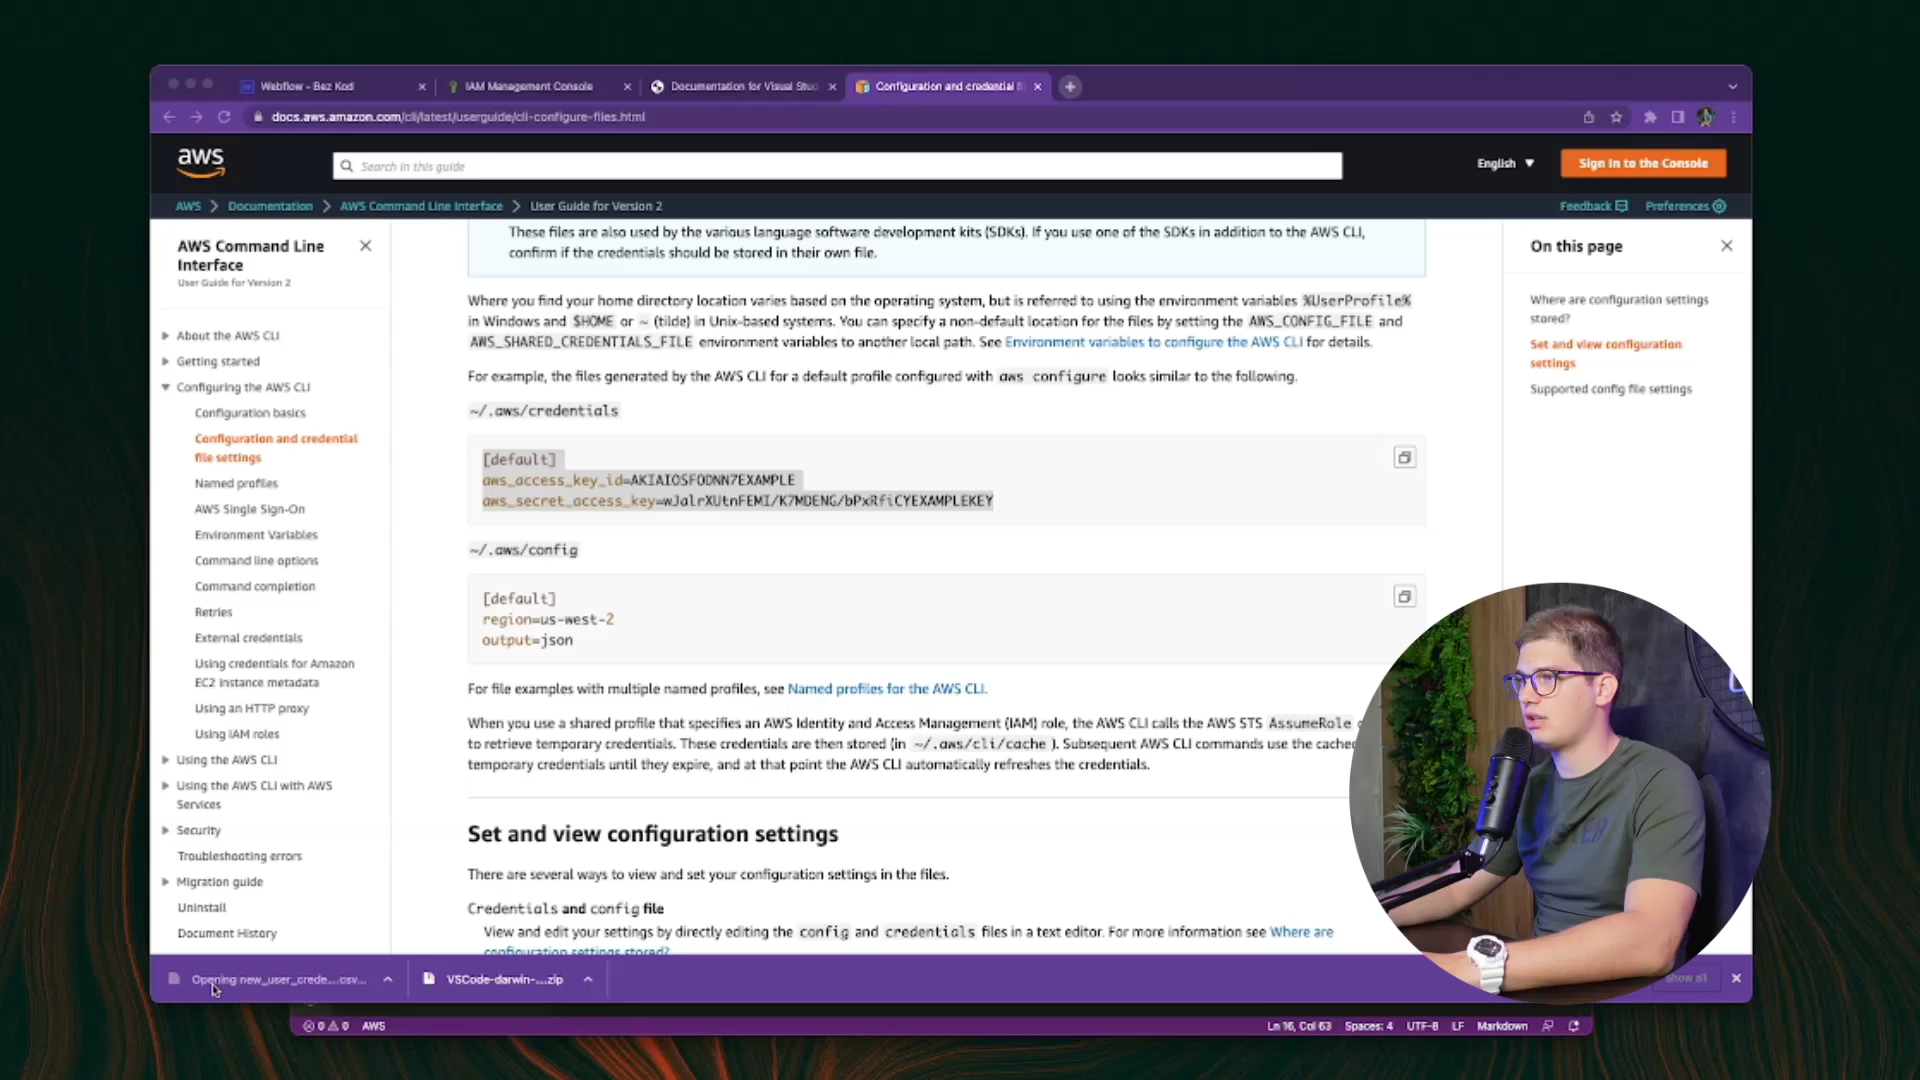 Webflow - Bez Kod
IAM Management Console
Documentation for Visual Stu
Configuration and credential fi
docs.aws.amazon.com/cli/latest/userguide/cli-configure-files.html
aws
Search in this guide
English
Sign In to the Console
AWS > Documentation > AWS Command Line Interface > User Guide for Version 2
Feedback
Preferences
AWS Command Line
Interface
User Guide for Version 2
About the AWS CLI
Getting started
Configuring the AWS CLI
Configuration basics
Configuration and credential
file settings
Named profiles
AWS Single Sign-On
Environment Variables
Command line options
Command completion
Retries
External credentials
Using credentials for Amazon
EC2 instance metadata
Using an HTTP proxy
Using IAM roles
Using the AWS CLI
Using the AWS CLI with AWS
Services
Security
Troubleshooting errors
Migration guide
Uninstall
Document History
These files are also used by the various language software development kits (SDKs). If you use one of the SDKs in addition to the AWS CLI,
confirm if the credentials should be stored in their own file.
Where you find your home directory location varies based on the operating system, but is referred to using the environment variables %UserProfile%
in Windows and $HOME or ~ (tilde) in Unix-based systems. You can specify a non-default location for the files by setting the AWS_CONFIG_FILE and
AWS_SHARED_CREDENTIALS_FILE environment variables to another local path. See Environment variables to configure the AWS CLI for details.
For example, the files generated by the AWS CLI for a default profile configured with aws configure looks similar to the following.
~/.aws/credentials
[default]
aws_access_key_id=AKIAIOSFODNN7EXAMPLE
aws_secret_access_key=wJalrXUtnFEMI/K7MDENG/bPxRfiCYEXAMPLEKEY
~/.aws/config
[default]
region=us-west-2
output=json
For file examples with multiple named profiles, see Named profiles for the AWS CLI.
When you use a shared profile that specifies an AWS Identity and Access Management (IAM) role, the AWS CLI calls the AWS STS AssumeRole
to retrieve temporary credentials. These credentials are then stored (in ~/.aws/cli/cache ). Subsequent AWS CLI commands use the cached
temporary credentials until they expire, and at that point the AWS CLI automatically refreshes the credentials.
Set and view configuration settings
There are several ways to view and set your configuration settings in the files.
Credentials and config file
View and edit your settings by directly editing the config and credentials files in a text editor. For more information see Where are
configuration settings stored?
On this page
Where are configuration settings
stored?
Set and view configuration
settings
Supported config file settings
Opening new_user_crede....csv...
VSCode-darwin-....zip
Show all
0 0 AWS
Ln 16, Col 63 Spaces: 4 UTF-8 LF Markdown